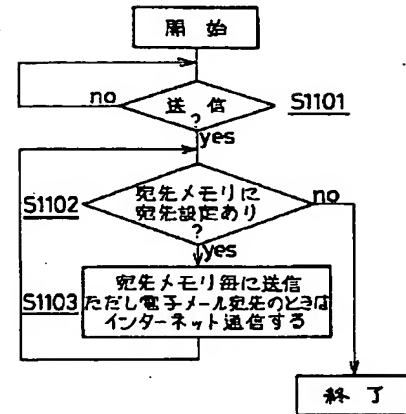 開始
no
送信
?
S1101
yes
S1102
宛先メモリに
宛先設定あり
?
no
yes
S1103
宛先メモリ毎に送信
ただし電子メール宛先のときは
インターネット通信する
終了